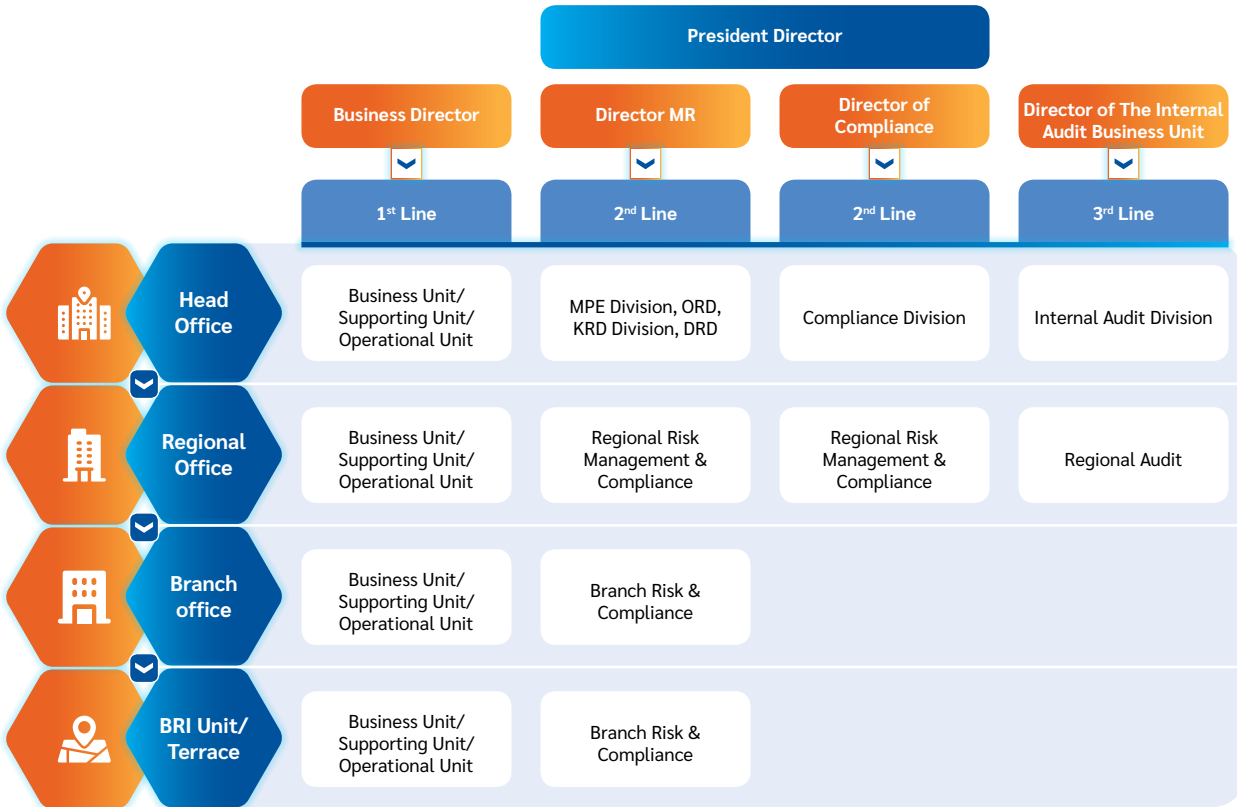 President Director
Business Director
Director MR
Director of
Compliance
Director of The Internal
Audit Business Unit
1st Line
2nd Line
2nd Line
3rd Line
Head
Office
Business Unit/
Supporting Unit/
Operational Unit
MPE Division, ORD,
KRD Division, DRD
Compliance Division
Internal Audit Division
Regional
Office
Business Unit/
Supporting Unit/
Operational Unit
Regional Risk
Management &
Compliance
Regional Risk
Management &
Compliance
Regional Audit
Branch
office
Business Unit/
Supporting Unit/
Operational Unit
Branch Risk &
Compliance
BRI Unit/
Terrace
Business Unit/
Supporting Unit/
Operational Unit
Branch Risk &
Compliance